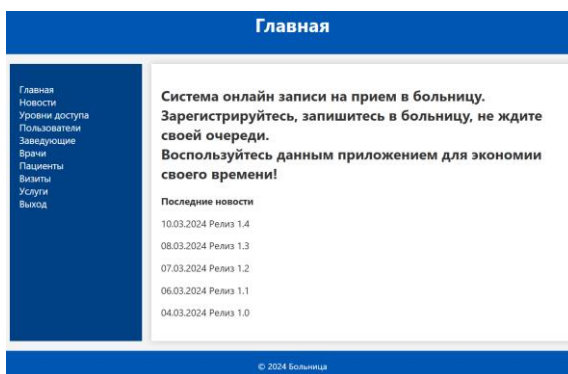 Главная
Главная
Новости
Уровни доступа
Пользователи
Заведующие
Врачи
Пациенты
Визиты
Услуги
Выход
Система онлайн записи на прием в больницу.
Зарегистрируйтесь, запишитесь в больницу, не ждите
своей очереди.
Воспользуйтесь данным приложением для экономии
своего времени!
Последние новости
10.03.2024 Релиз 1.4
08.03.2024 Релиз 1.3
07.03.2024 Релиз 1.2
06.03.2024 Релиз 1.1
04.03.2024 Релиз 1.0
© 2024 Больница